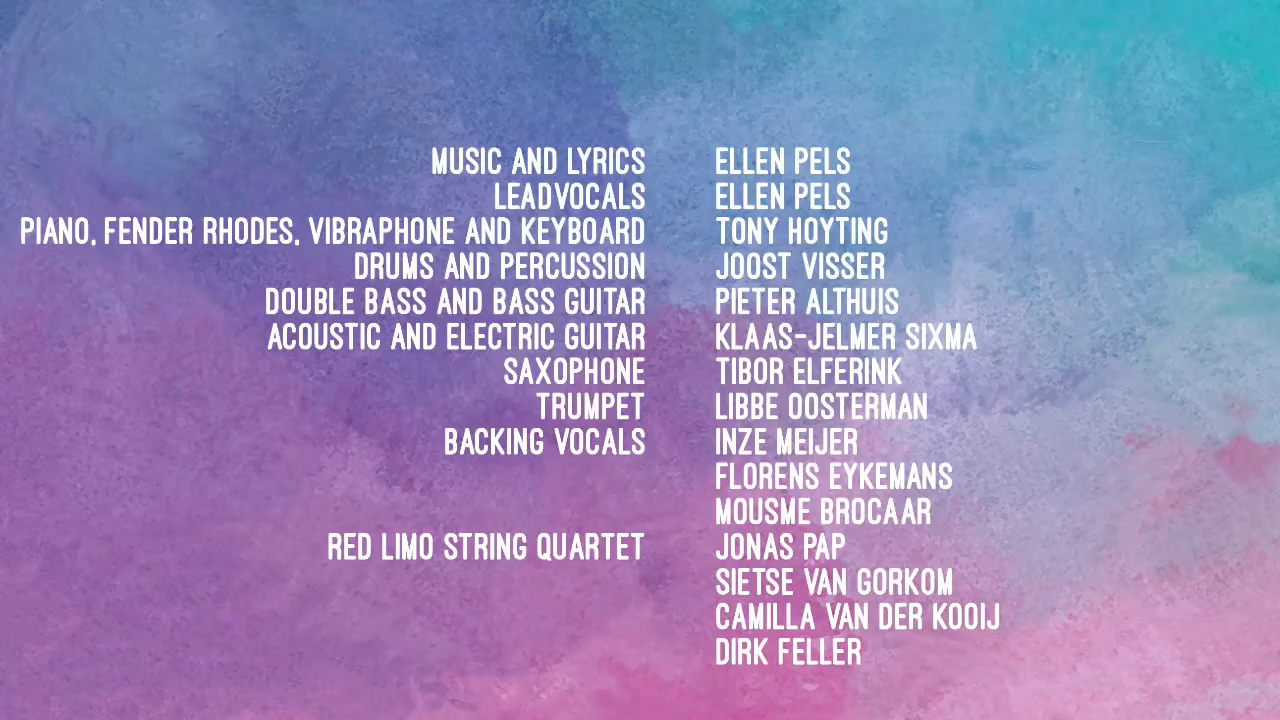 MUSIC AND LYRICS ELLEN PELS
LEADVOCALS ELLEN PELS
PIANO, FENDER RHODES, VIBRAPHONE AND KEYBOARD TONY HOYTING
DRUMS AND PERCUSSION JOOST VISSER
DOUBLE BASS AND BASS GUITAR PIETER ALTHUIS
ACOUSTIC AND ELECTRIC GUITAR KLAAS-JELMER SIXMA
SAXOPHONE TIBOR ELFERINK
TRUMPET LIBBE OOSTERMAN
BACKING VOCALS INZE MEIJER
FLORENS EYKEMANS
MOUSME BROCAAR
RED LIMO STRING QUARTET JONAS PAP
SIETSE VAN GORKOM
CAMILLA VAN DER KOOIJ
DIRK FELLER